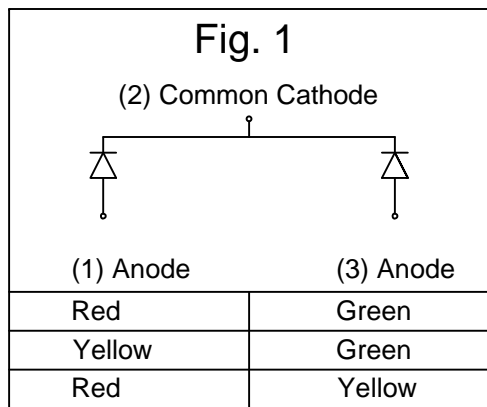 Fig. 1
(2) Common Cathode
(1) Anode (3) Anode
Red Green
Yellow Green
Red Yellow